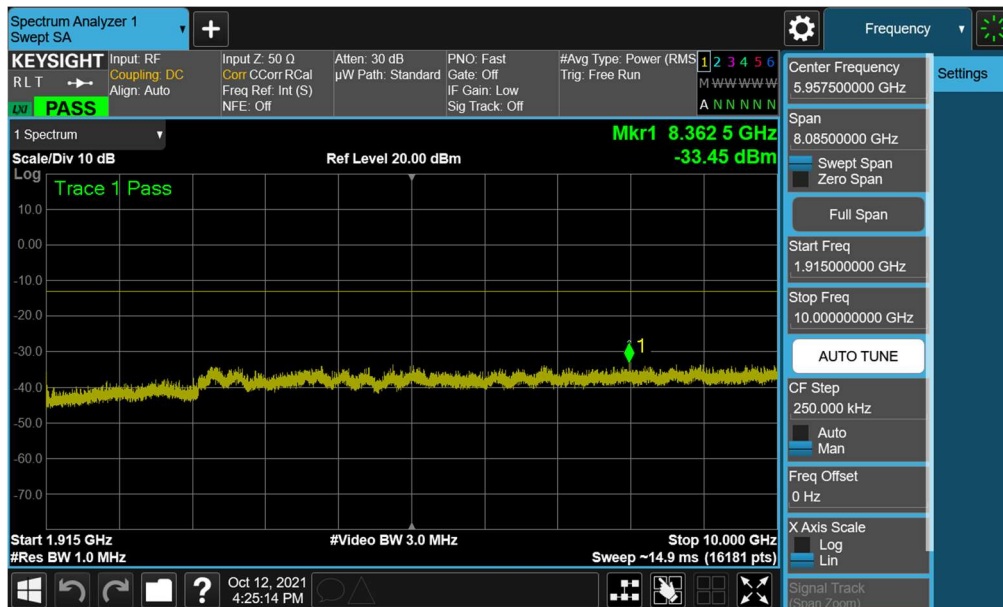 Spectrum Analyzer 1
Swept SA
+
Frequency
KEYSIGHT
RLT
LXI PASS
Input: RF
Coupling: DC
Align: Auto
Input Z: 50 Ω
Corr CCorr RCal
Freq Ref: Int (S)
NFE: Off
Atten: 30 dB
µW Path: Standard
PNO: Fast
Gate: Off
IF Gain: Low
Sig Track: Off
#Avg Type: Power (RMS
Trig: Free Run
1 2 3 4 5 6
M W W W W W
A N N N N N
1 Spectrum
Mkr1 8.362 5 GHz
-33.45 dBm
Scale/Div 10 dB
Ref Level 20.00 dBm
Log
Trace 1 Pass
10.0
0.00
-10.0
-20.0
-30.0
-40.0
-50.0
-60.0
-70.0
1
Start 1.915 GHz
#Video BW 3.0 MHz
Stop 10.000 GHz
#Res BW 1.0 MHz
Sweep ~14.9 ms (16181 pts)
?
Oct 12, 2021
4:25:14 PM
Center Frequency
5.957500000 GHz
Settings
Span
8.08500000 GHz
Swept Span
Zero Span
Full Span
Start Freq
1.915000000 GHz
Stop Freq
10.000000000 GHz
AUTO TUNE
CF Step
250.000 kHz
Auto
Man
Freq Offset
0 Hz
X Axis Scale
Log
Lin
Signal Track
(Span Zoom)